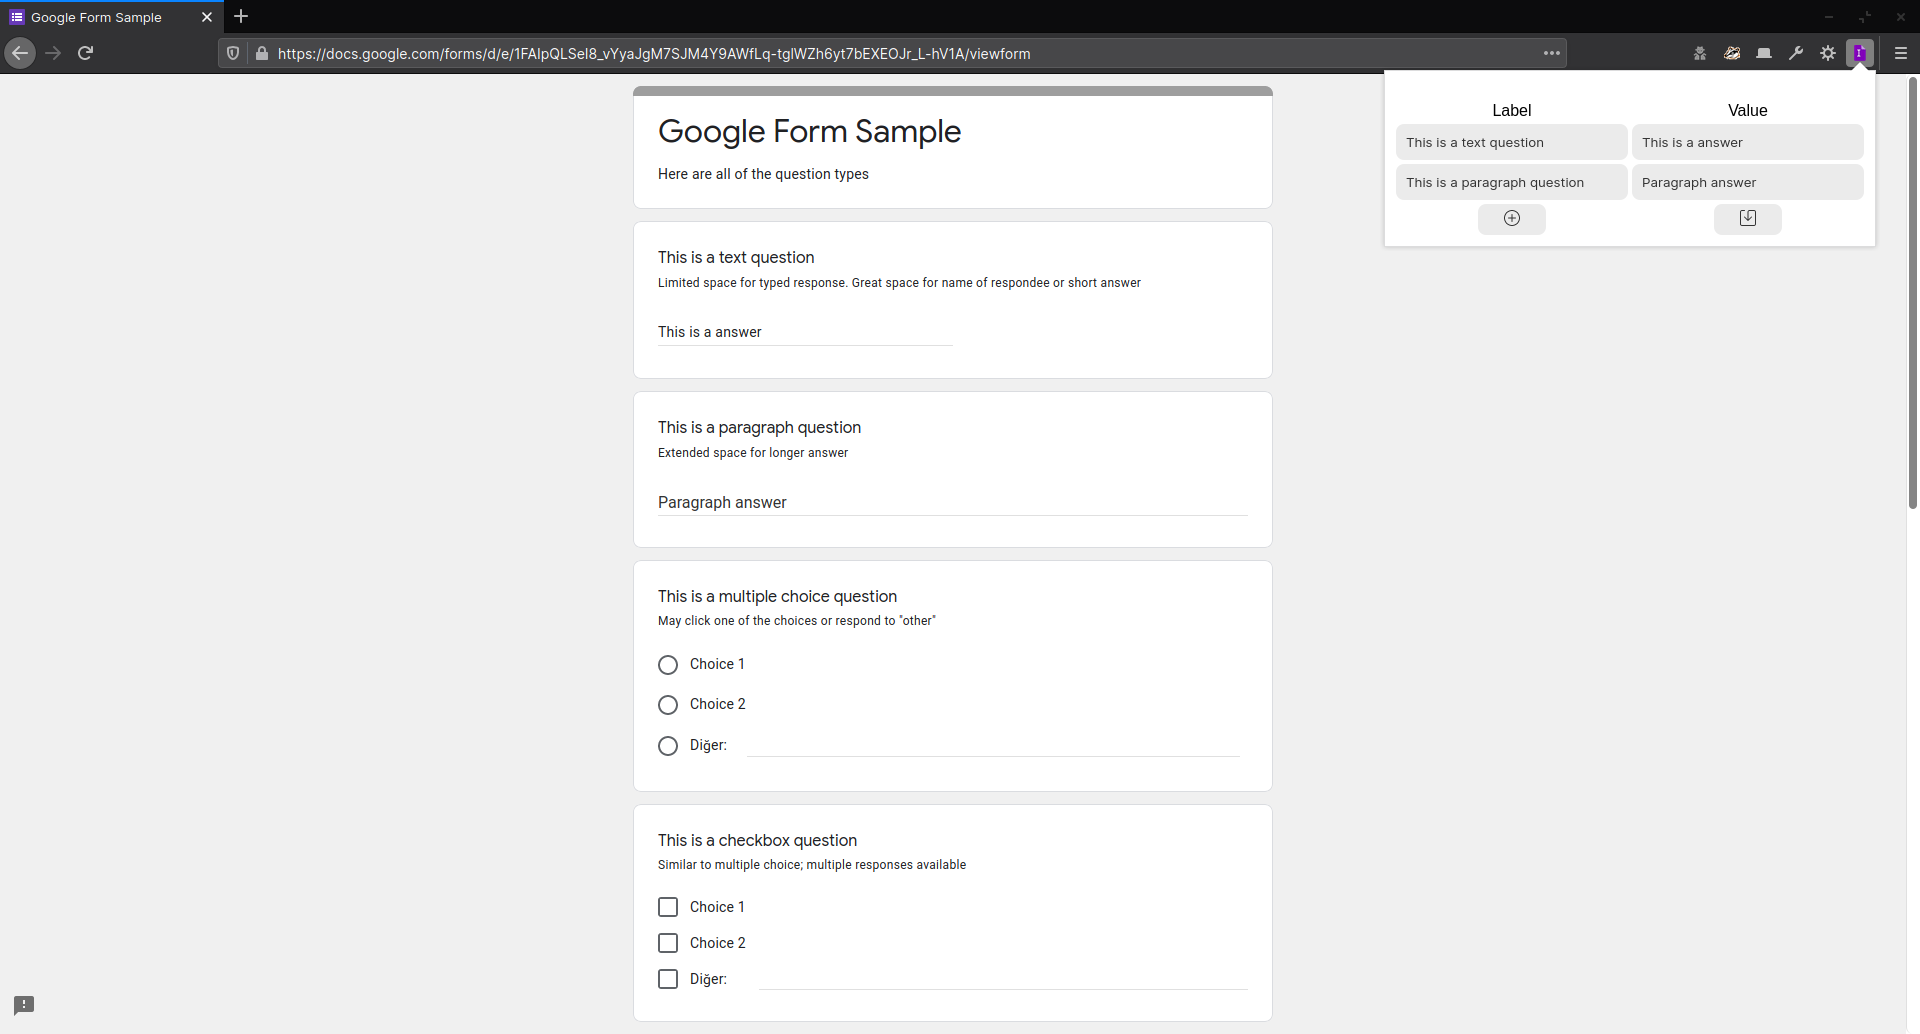 Google Form Sample
https://docs.google.com/forms/d/e/1FAIpQLSel8_vYyaJgM7SJM4Y9AWfLq-tglWZh6yt7bEXEOJr_L-hV1A/viewform
Label Value
This is a text question This is a answer
This is a paragraph question Paragraph answer
Google Form Sample
Here are all of the question types
This is a text question
Limited space for typed response. Great space for name of respondee or short answer
This is a answer
This is a paragraph question
Extended space for longer answer
Paragraph answer
This is a multiple choice question
May click one of the choices or respond to "other"
Choice 1
Choice 2
Diğer:
This is a checkbox question
Similar to multiple choice; multiple responses available
Choice 1
Choice 2
Diğer: